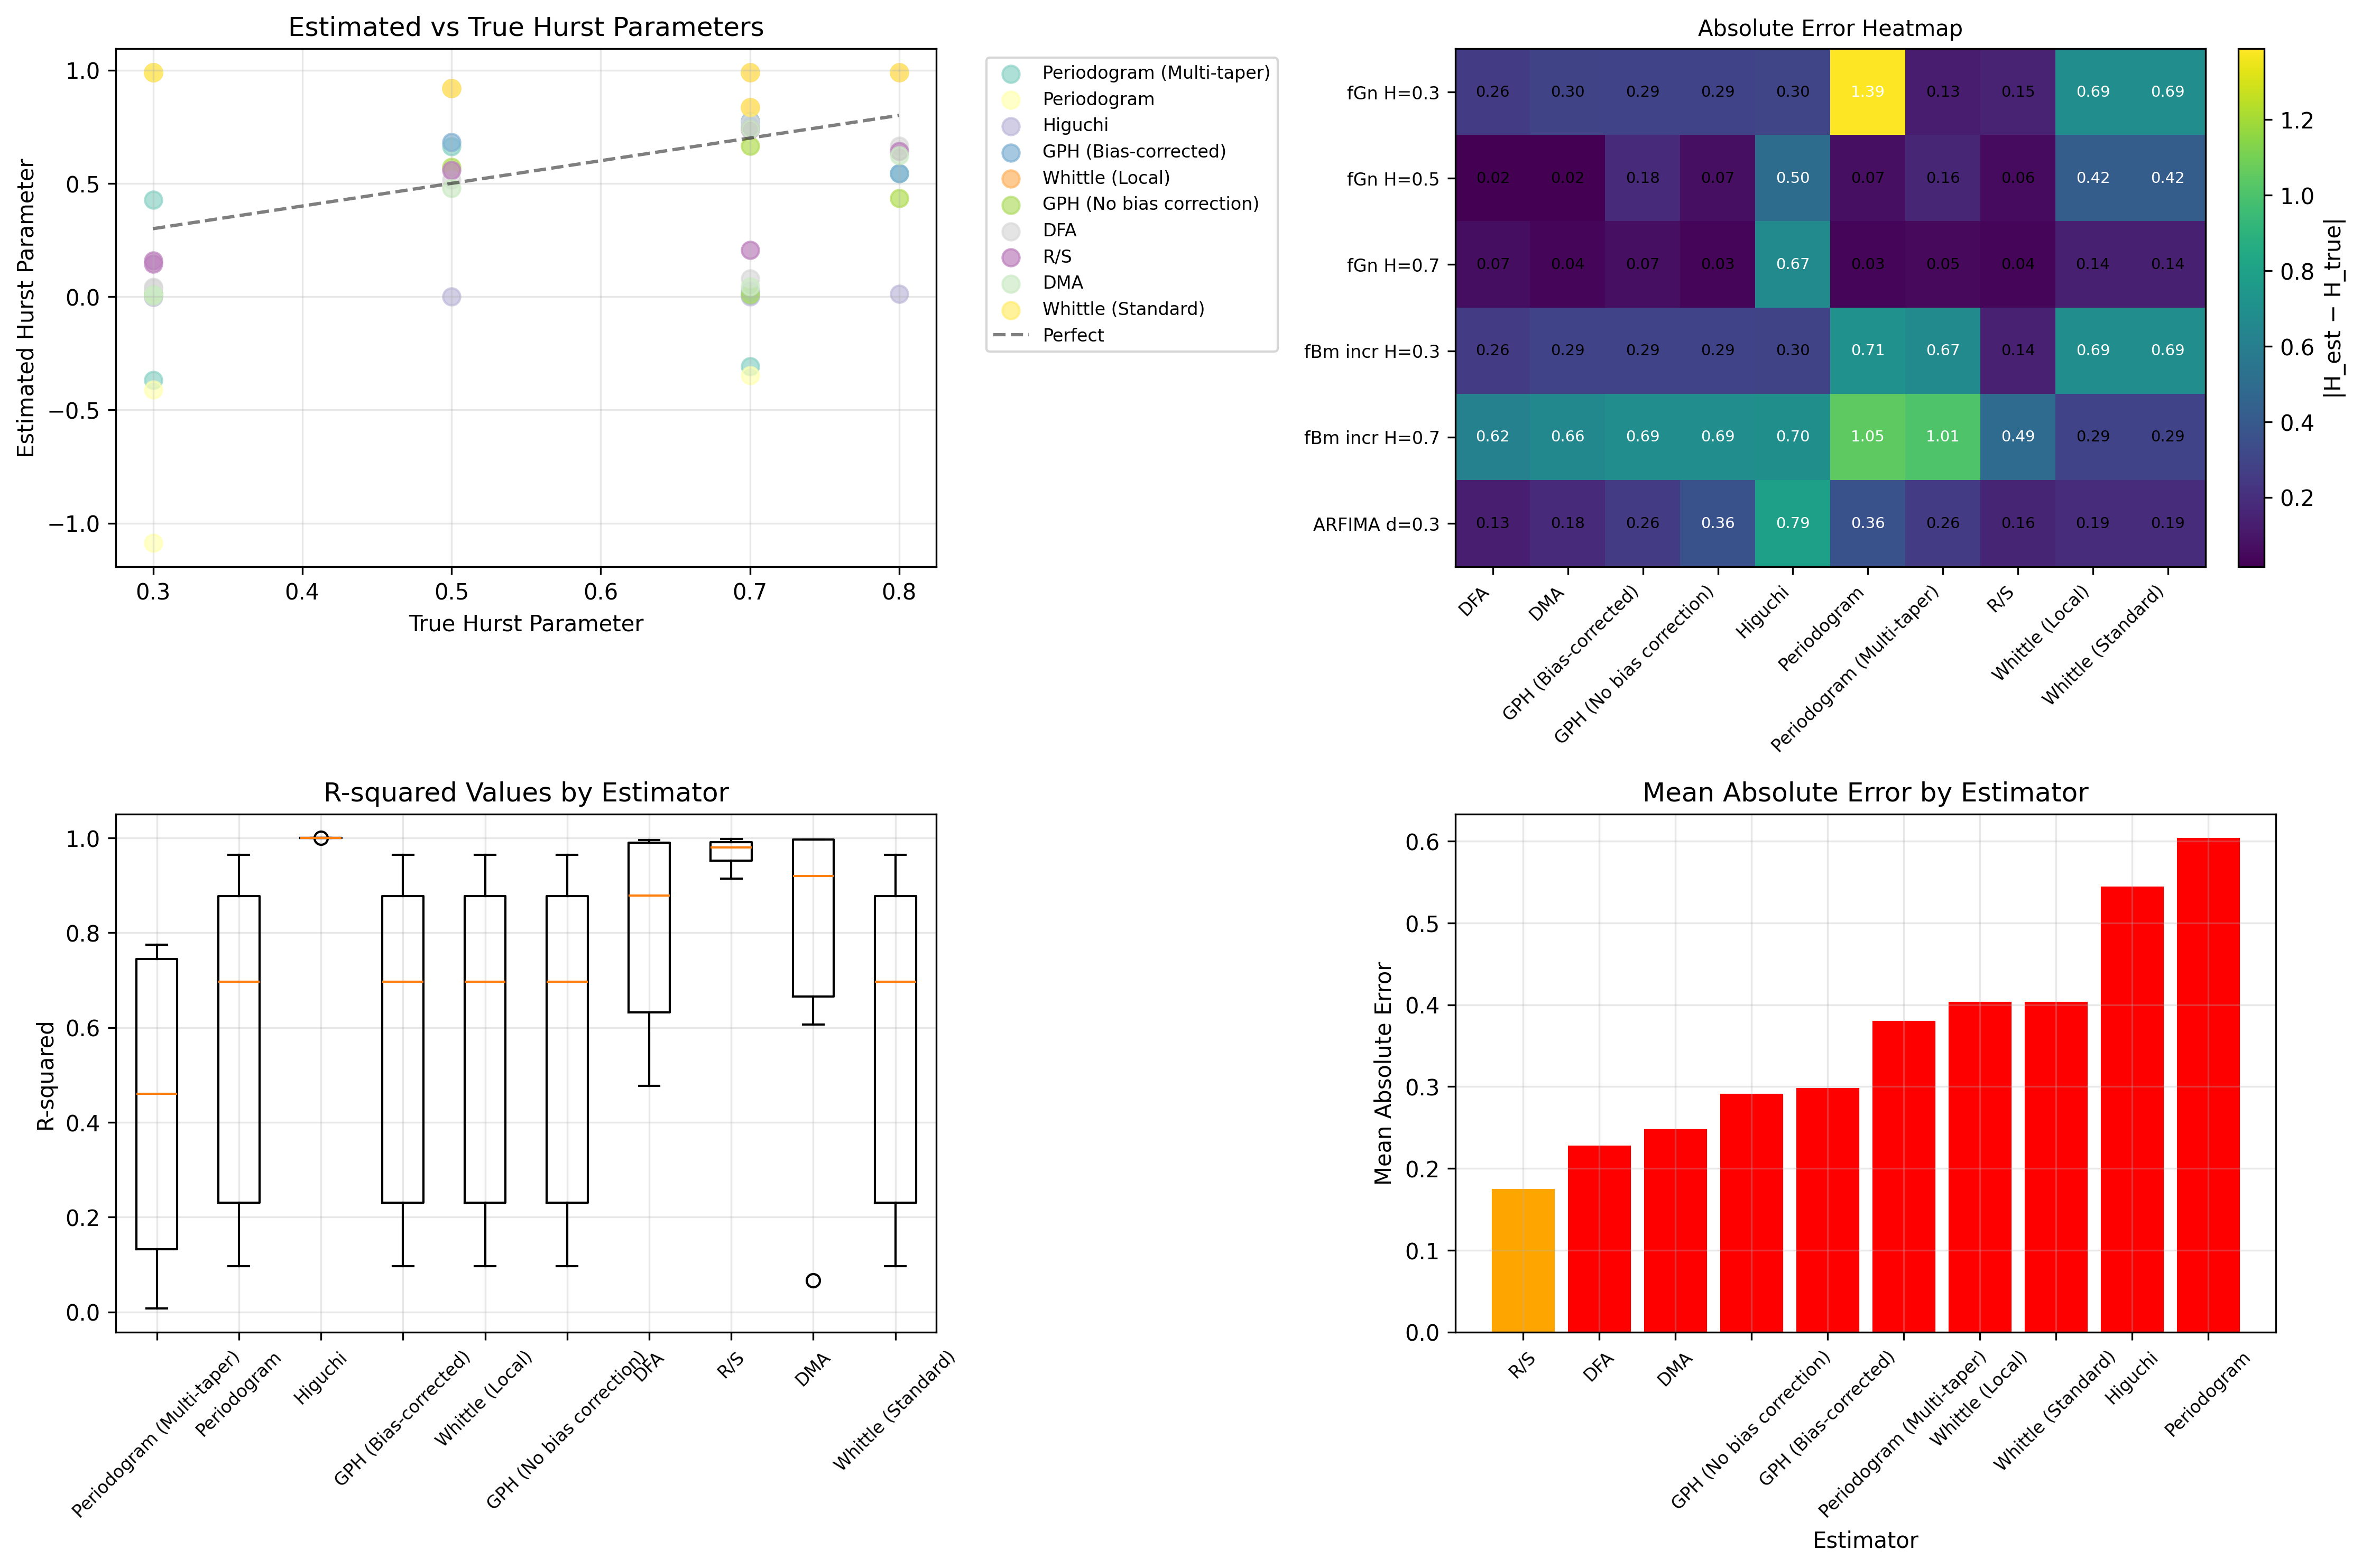 Estimated vs True Hurst Parameters
Estimated Hurst Parameter
1.0
0.5
0.0
−0.5
−1.0
0.3 0.4 0.5 0.6 0.7 0.8
True Hurst Parameter
Periodogram (Multi-taper)
Periodogram
Higuchi
GPH (Bias-corrected)
Whittle (Local)
GPH (No bias correction)
DFA
R/S
DMA
Whittle (Standard)
Perfect
Absolute Error Heatmap
fGn H=0.3 0.26 0.30 0.29 0.29 0.30 1.39 0.13 0.15 0.69 0.69
fGn H=0.5 0.02 0.02 0.18 0.07 0.50 0.07 0.16 0.06 0.42 0.42
fGn H=0.7 0.07 0.04 0.07 0.03 0.67 0.03 0.05 0.04 0.14 0.14
fBm incr H=0.3 0.26 0.29 0.29 0.29 0.30 0.71 0.67 0.14 0.69 0.69
fBm incr H=0.7 0.62 0.66 0.69 0.69 0.70 1.05 1.01 0.49 0.29 0.29
ARFIMA d=0.3 0.13 0.18 0.26 0.36 0.79 0.36 0.26 0.16 0.19 0.19
DFA
DMA
GPH (Bias-corrected)
GPH (No bias correction)
Higuchi
Periodogram
Periodogram (Multi-taper)
R/S
Whittle (Local)
Whittle (Standard)
1.2
1.0
0.8
0.6
0.4
0.2
|H_est − H_true|
R-squared Values by Estimator
R-squared
1.0
0.8
0.6
0.4
0.2
0.0
Periodogram (Multi-taper)
Periodogram
Higuchi
GPH (Bias-corrected)
Whittle (Local)
GPH (No bias correction)
DFA
R/S
DMA
Whittle (Standard)
Mean Absolute Error by Estimator
Mean Absolute Error
0.6
0.5
0.4
0.3
0.2
0.1
0.0
R/S
DFA
DMA
GPH (No bias correction)
GPH (Bias-corrected)
Periodogram (Multi-taper)
Whittle (Local)
Whittle (Standard)
Higuchi
Periodogram
Estimator